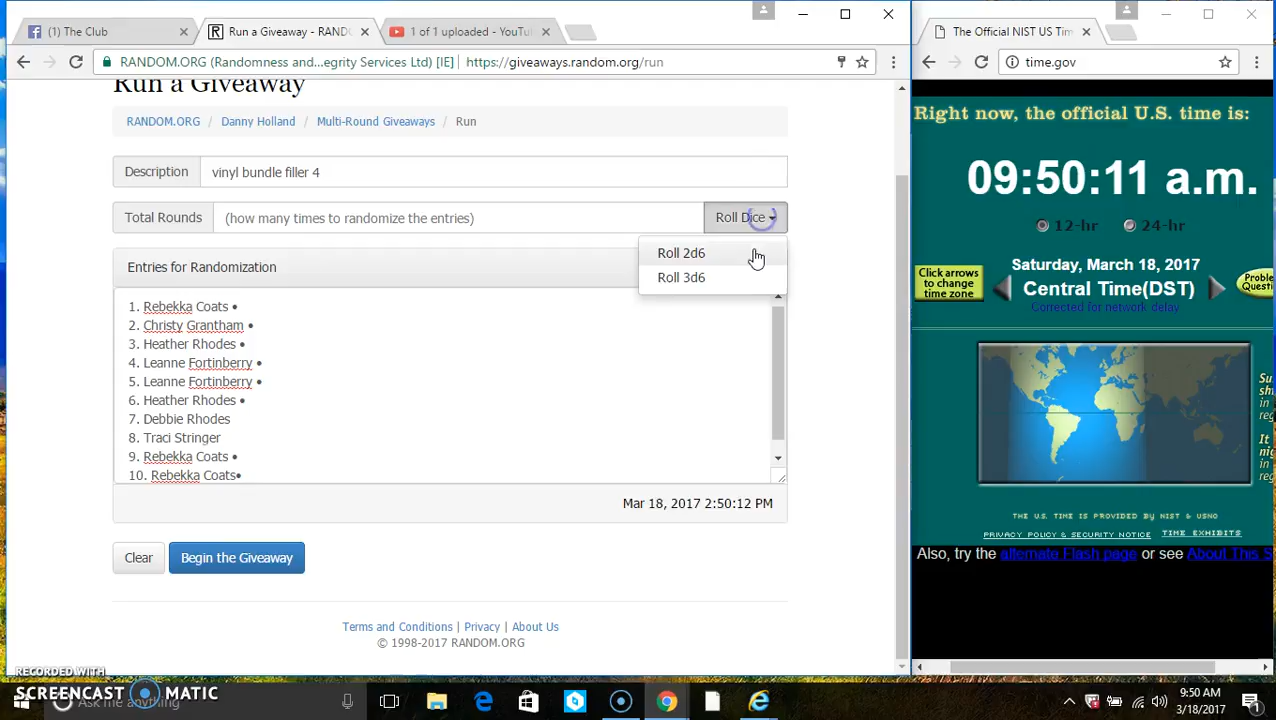 (1) The Club
Run a Giveaway - RAND
1 of 1 uploaded - YouTu
RANDOM.ORG (Randomness and...egrity Services Ltd) [IE]
https://giveaways.random.org/run
Run a Giveaway
RANDOM.ORG / Danny Holland / Multi-Round Giveaways / Run
Description
vinyl bundle filler 4
Total Rounds
(how many times to randomize the entries)
Roll Dice
Roll 2d6
Roll 3d6
Entries for Randomization
1. Rebekka Coats •
2. Christy Grantham •
3. Heather Rhodes •
4. Leanne Fortinberry •
5. Leanne Fortinberry •
6. Heather Rhodes •
7. Debbie Rhodes
8. Traci Stringer
9. Rebekka Coats •
10. Rebekka Coats•
Mar 18, 2017 2:50:12 PM
Clear
Begin the Giveaway
Terms and Conditions | Privacy | About Us
© 1998-2017 RANDOM.ORG
The Official NIST US Tim
time.gov
Right now, the official U.S. time is:
09:50:11 a.m.
12-hr
24-hr
Click arrows
to change
time zone
Saturday, March 18, 2017
Central Time(DST)
Corrected for network delay
THE U.S. TIME IS PROVIDED BY NIST & USNO
PRIVACY POLICY & SECURITY NOTICE
TIME EXHIBITS
Also, try the alternate Flash page or see About This S
RECORDED WITH
SCREENCAST MATIC
Ask me anything
9:50 AM
3/18/2017